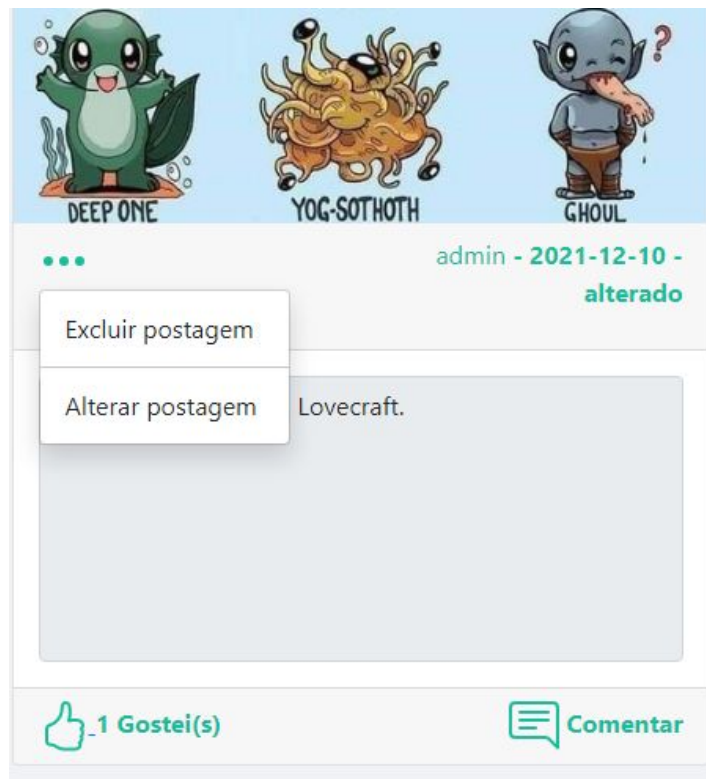 DEEP ONE YOG-SOTHOTH GHOUL
?
admin - 2021-12-10 -
alterado
Excluir postagem
Alterar postagem
Lovecraft.
1 Gostei(s)
Comentar